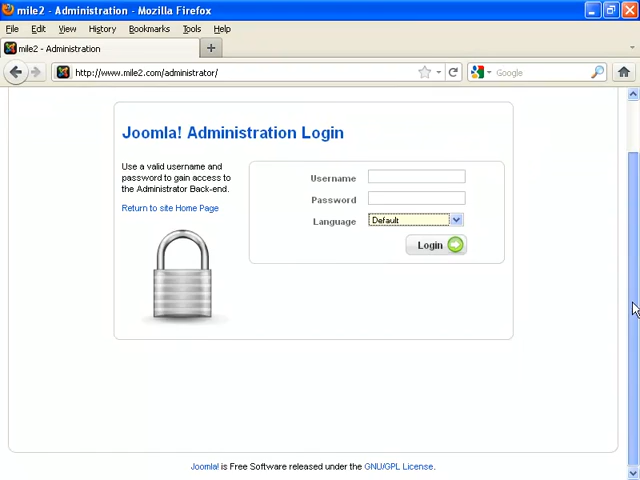 mile2 - Administration - Mozilla Firefox
File Edit View History Bookmarks Tools Help
mile2 - Administration
http://www.mile2.com/administrator/
Google
Joomla! Administration Login
Use a valid username and
password to gain access to
the Administrator Back-end.
Return to site Home Page
Username
Password
Language
Default
Login
Joomla! is Free Software released under the GNU/GPL License.